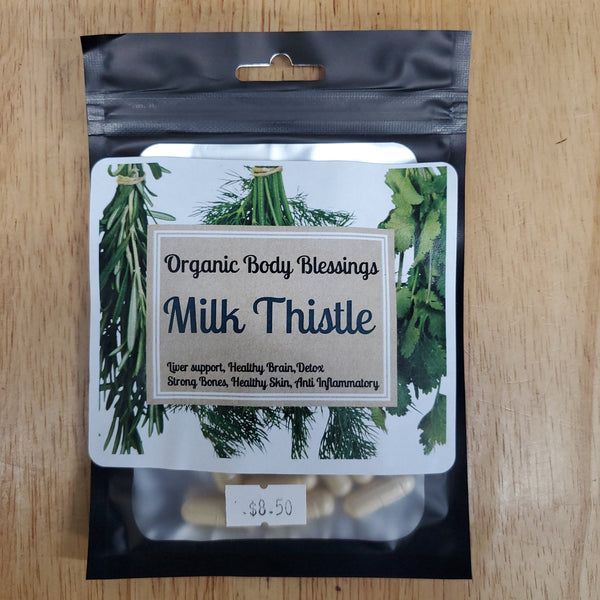 Organic Body Blessings
Milk Thistle
Liver support, Healthy Brain,Detox
Strong Bones, Healthy Skin, Anti Inflammatory
$8.50